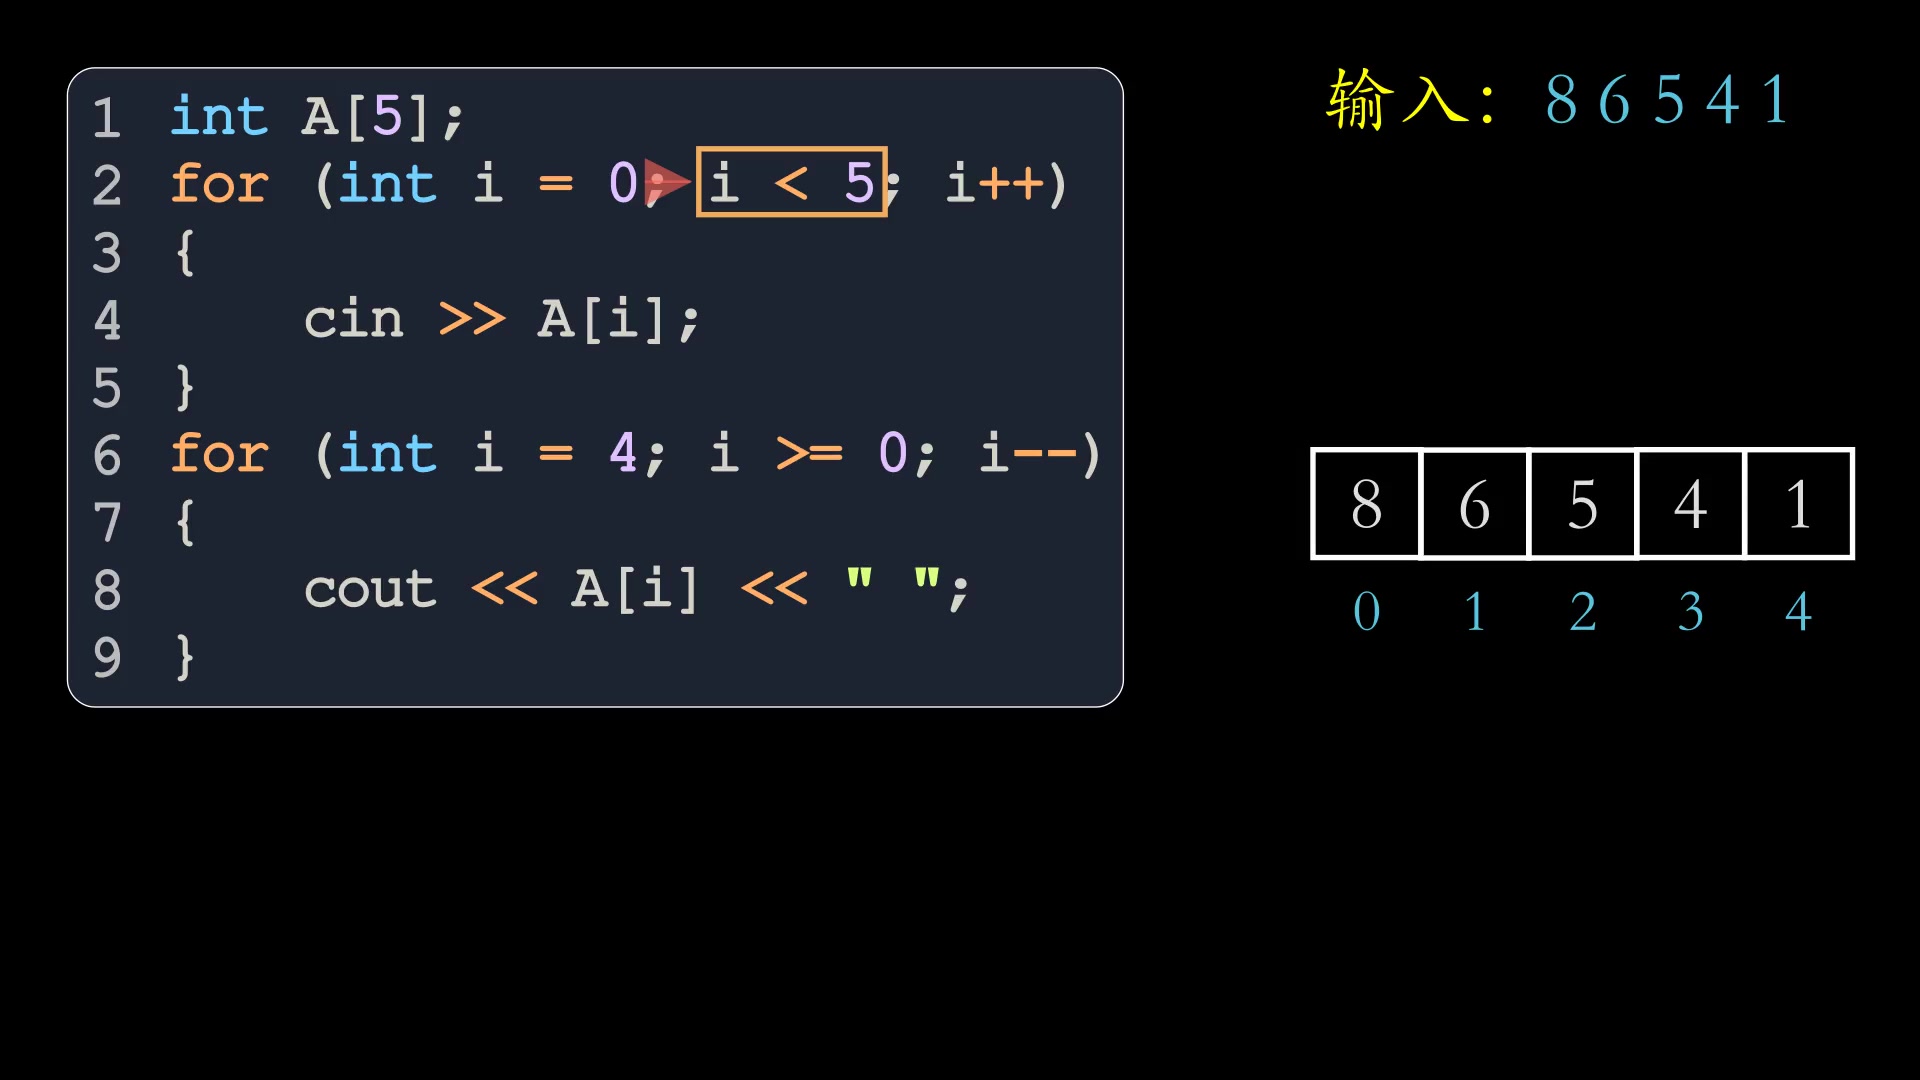 1 int A[5];
2 for (int i = 0; i < 5; i++)
3 {
4     cin >> A[i];
5 }
6 for (int i = 4; i >= 0; i--)
7 {
8     cout << A[i] << " ";
9 }
输入: 8 6 5 4 1
8 6 5 4 1
0 1 2 3 4